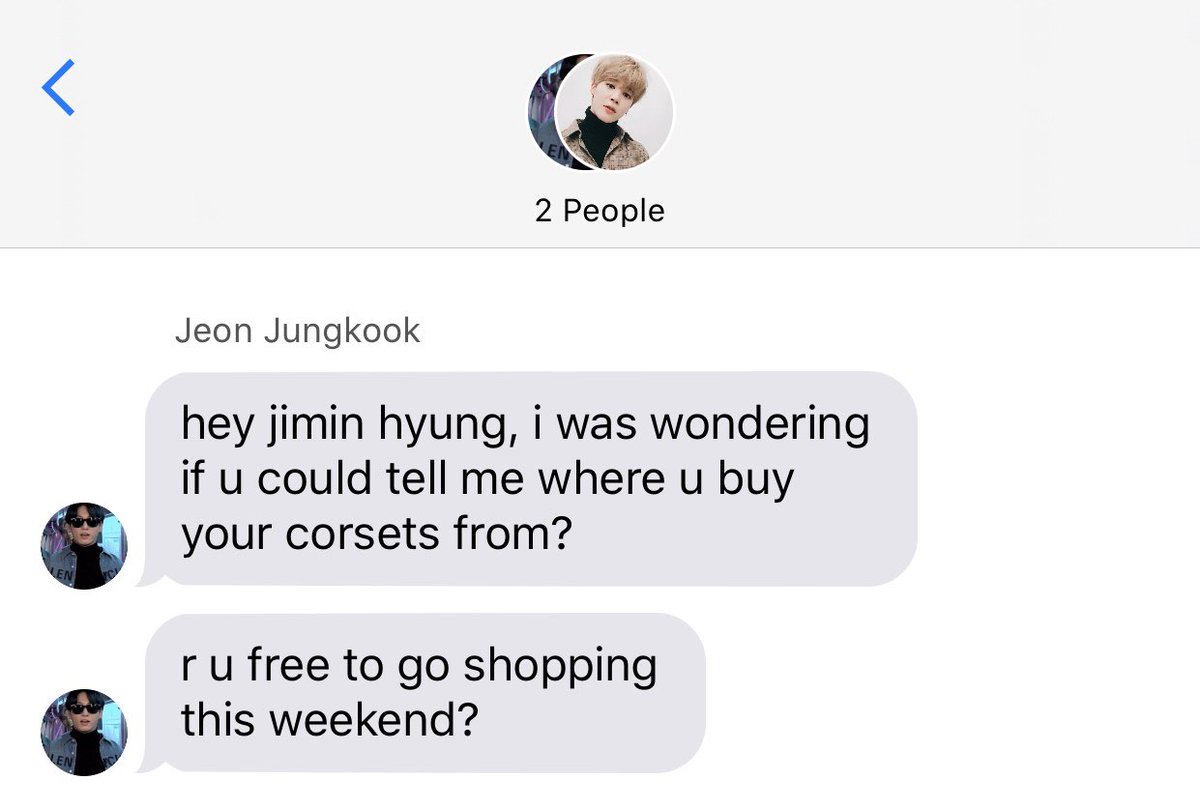 2 People
Jeon Jungkook
hey jimin hyung, i was wondering
if u could tell me where u buy
your corsets from?
r u free to go shopping
this weekend?